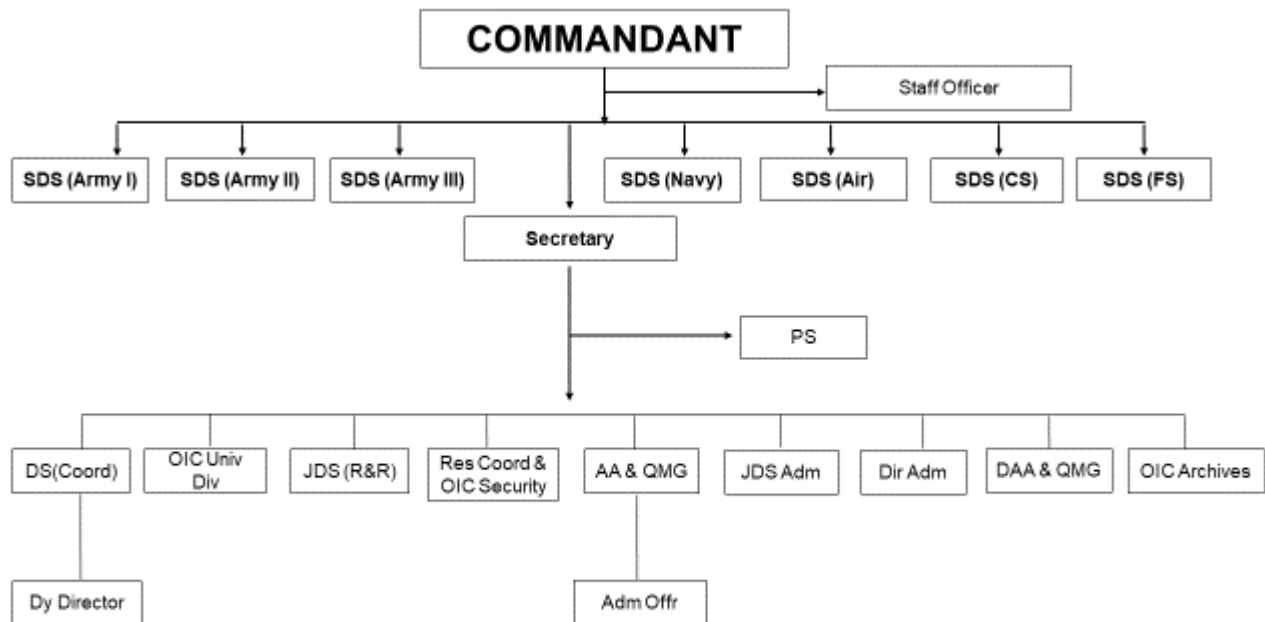 COMMANDANT
Staff Officer
SDS (Army I)
SDS (Army II)
SDS (Army III)
SDS (Navy)
SDS (Air)
SDS (CS)
SDS (FS)
Secretary
PS
DS(Coord)
OIC Univ
Div
JDS (R&R)
Res Coord &
OIC Security
AA & QMG
JDS Adm
Dir Adm
DAA & QMG
OIC Archives
Dy Director
Adm Offr